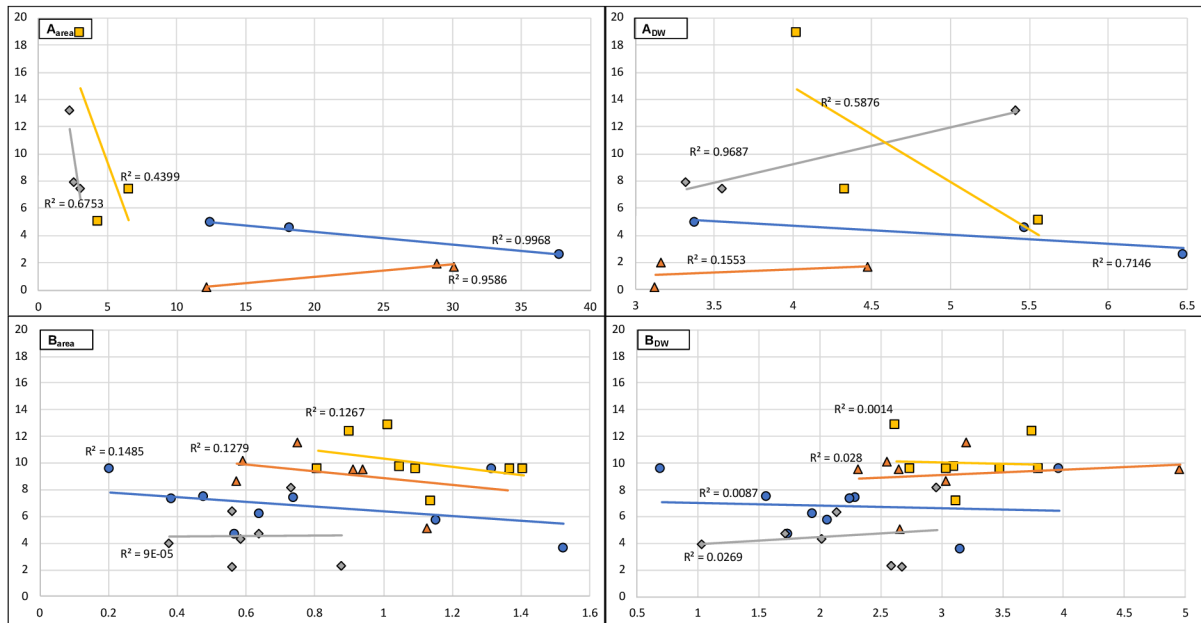 A area
20
18
16
14
12
10
8
6
4
2
0
R² = 0.4399
R² = 0.6753
R² = 0.9968
R² = 0.9586
0 5 10 15 20 25 30 35 40
A DW
20
18
16
14
12
10
8
6
4
2
0
R² = 0.5876
R² = 0.9687
R² = 0.1553
R² = 0.7146
3 3.5 4 4.5 5 5.5 6 6.5
B area
20
18
16
14
12
10
8
6
4
2
0
R² = 0.1267
R² = 0.1485
R² = 0.1279
R² = 9E-05
0 0.2 0.4 0.6 0.8 1 1.2 1.4 1.6
B DW
20
18
16
14
12
10
8
6
4
2
0
R² = 0.0014
R² = 0.028
R² = 0.0087
R² = 0.0269
0.5 1 1.5 2 2.5 3 3.5 4 4.5 5